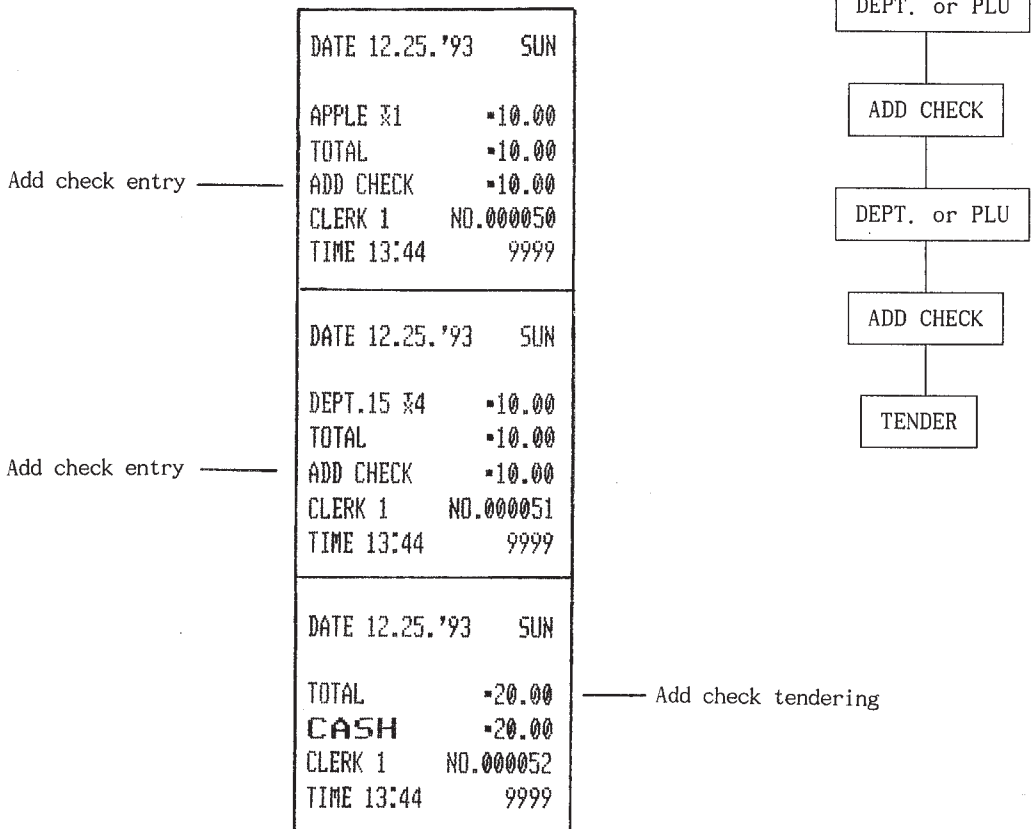 DATE 12.25.'93 SUN
APPLE TX1 •10.00
TOTAL •10.00
Add check entry
ADD CHECK •10.00
CLERK 1 NO.000050
TIME 13:44 9999
DATE 12.25.'93 SUN
DEPT.15 TX4 •10.00
TOTAL •10.00
Add check entry
ADD CHECK •10.00
CLERK 1 NO.000051
TIME 13:44 9999
DATE 12.25.'93 SUN
TOTAL •20.00
Add check tendering
CASH •20.00
CLERK 1 NO.000052
TIME 13:44 9999
DEPT. or PLU
ADD CHECK
DEPT. or PLU
ADD CHECK
TENDER